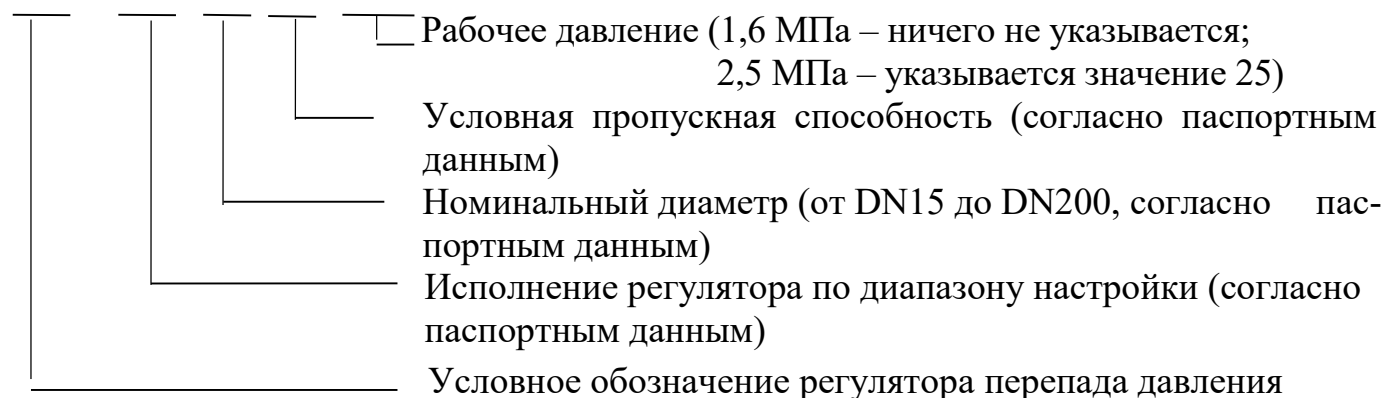 Рабочее давление (1,6 МПа – ничего не указывается;
2,5 МПа – указывается значение 25)
Условная пропускная способность (согласно паспортным
данным)
Номинальный диаметр (от DN15 до DN200, согласно пас-
портным данным)
Исполнение регулятора по диапазону настройки (согласно
паспортным данным)
Условное обозначение регулятора перепада давления